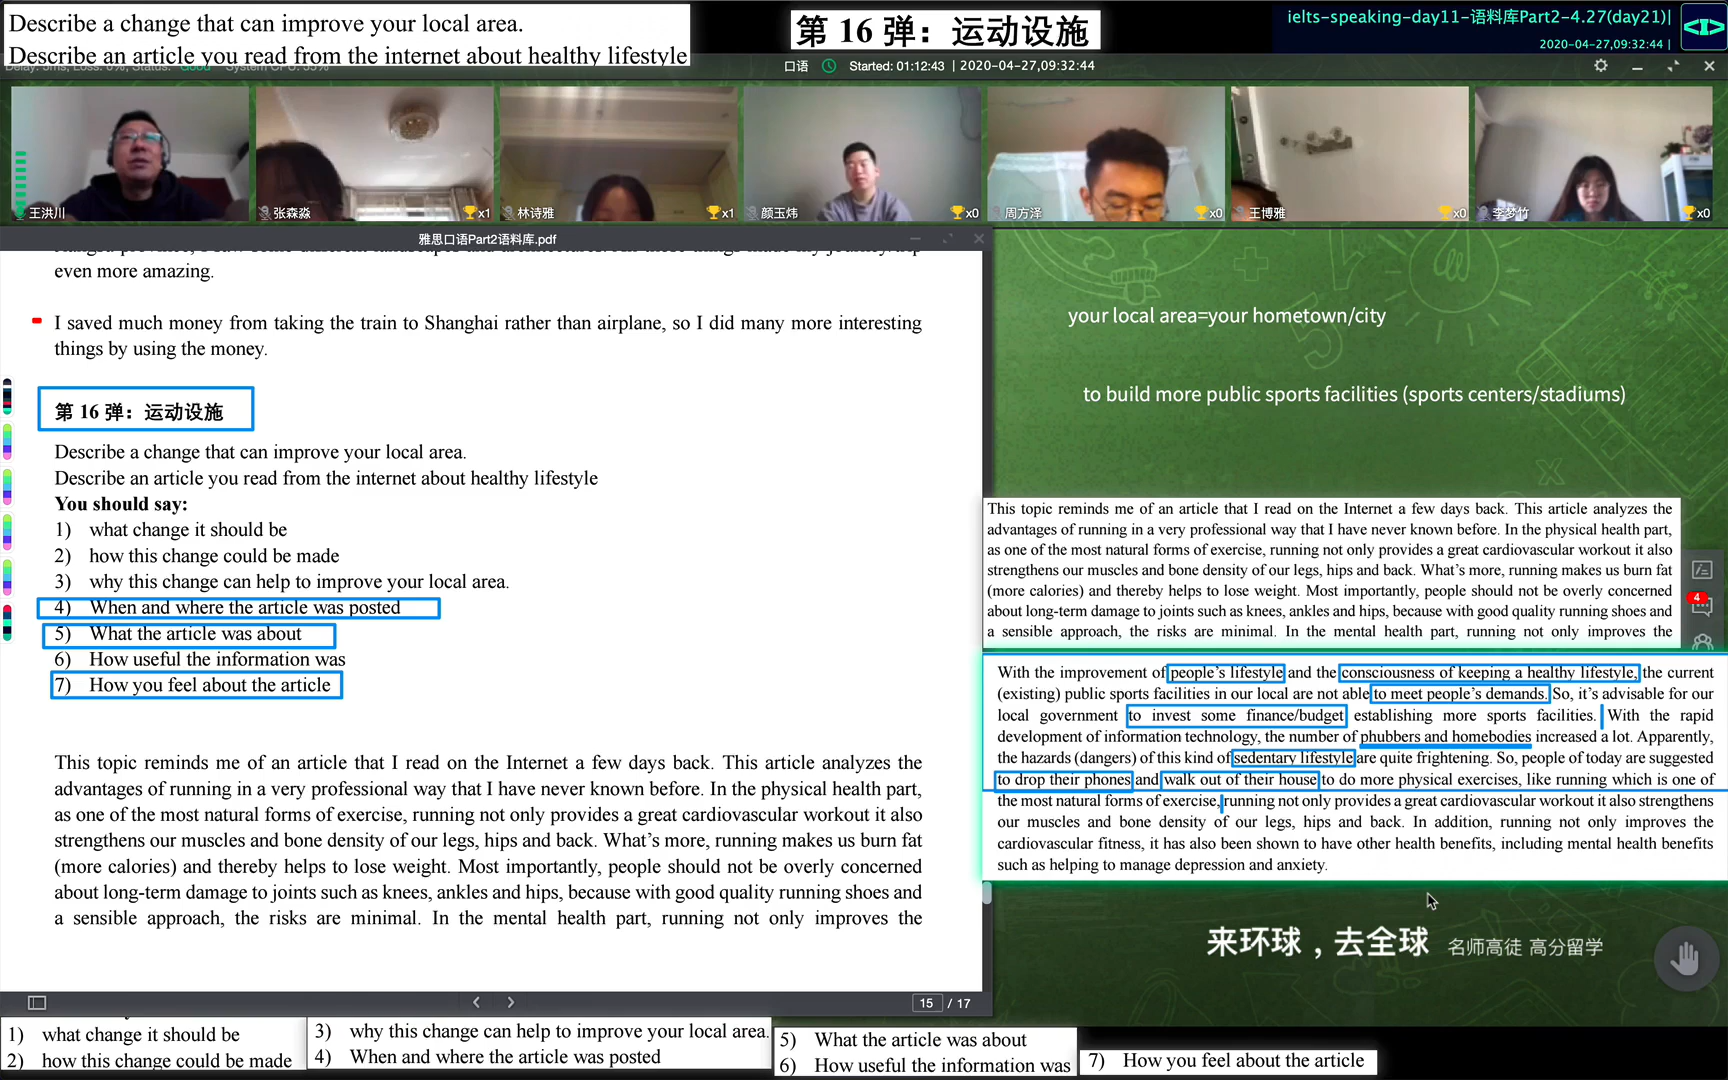 Describe a change that can improve your local area.
Describe an article you read from the internet about healthy lifestyle
第 16 弹：运动设施
ielts-speaking-day11-语料库Part2-4.27(day21)|
2020-04-27,09:32:44 |
口语 Started: 01:12:43 | 2020-04-27,09:32:44
王洪川
张森淼 x1
林诗雅 x1
颜玉炜 x0
周方泽 x0
王博雅 x0
李梦竹 x0
雅思口语Part2语料库.pdf
even more amazing.
I saved much money from taking the train to Shanghai rather than airplane, so I did many more interesting
things by using the money.
第 16 弹：运动设施
Describe a change that can improve your local area.
Describe an article you read from the internet about healthy lifestyle
You should say:
1) what change it should be
2) how this change could be made
3) why this change can help to improve your local area.
4) When and where the article was posted
5) What the article was about
6) How useful the information was
7) How you feel about the article
This topic reminds me of an article that I read on the Internet a few days back. This article analyzes the
advantages of running in a very professional way that I have never known before. In the physical health part,
as one of the most natural forms of exercise, running not only provides a great cardiovascular workout it also
strengthens our muscles and bone density of our legs, hips and back. What's more, running makes us burn fat
(more calories) and thereby helps to lose weight. Most importantly, people should not be overly concerned
about long-term damage to joints such as knees, ankles and hips, because with good quality running shoes and
a sensible approach, the risks are minimal. In the mental health part, running not only improves the
15 / 17
your local area=your hometown/city
to build more public sports facilities (sports centers/stadiums)
This topic reminds me of an article that I read on the Internet a few days back. This article analyzes the
advantages of running in a very professional way that I have never known before. In the physical health part,
as one of the most natural forms of exercise, running not only provides a great cardiovascular workout it also
strengthens our muscles and bone density of our legs, hips and back. What's more, running makes us burn fat
(more calories) and thereby helps to lose weight. Most importantly, people should not be overly concerned
about long-term damage to joints such as knees, ankles and hips, because with good quality running shoes and
a sensible approach, the risks are minimal. In the mental health part, running not only improves the
4
With the improvement of people's lifestyle and the consciousness of keeping a healthy lifestyle, the current
(existing) public sports facilities in our local are not able to meet people's demands. So, it's advisable for our
local government to invest some finance/budget establishing more sports facilities. With the rapid
development of information technology, the number of phubbers and homebodies increased a lot. Apparently,
the hazards (dangers) of this kind of sedentary lifestyle are quite frightening. So, people of today are suggested
to drop their phones and walk out of their house to do more physical exercises, like running which is one of
the most natural forms of exercise, running not only provides a great cardiovascular workout it also strengthens
our muscles and bone density of our legs, hips and back. In addition, running not only improves the
cardiovascular fitness, it has also been shown to have other health benefits, including mental health benefits
such as helping to manage depression and anxiety.
来环球，去全球 名师高徒 高分留学
1) what change it should be
2) how this change could be made
3) why this change can help to improve your local area.
4) When and where the article was posted
5) What the article was about
6) How useful the information was
7) How you feel about the article